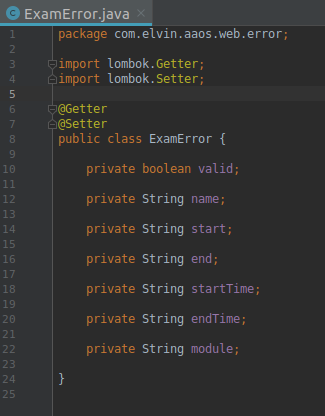 ExamError.java
1 package com.elvin.aaos.web.error;
2
3 import lombok.Getter;
4 import lombok.Setter;
5
6 @Getter
7 @Setter
8 public class ExamError {
9
10 private boolean valid;
11
12 private String name;
13
14 private String start;
15
16 private String end;
17
18 private String startTime;
19
20 private String endTime;
21
22 private String module;
23
24 }
25